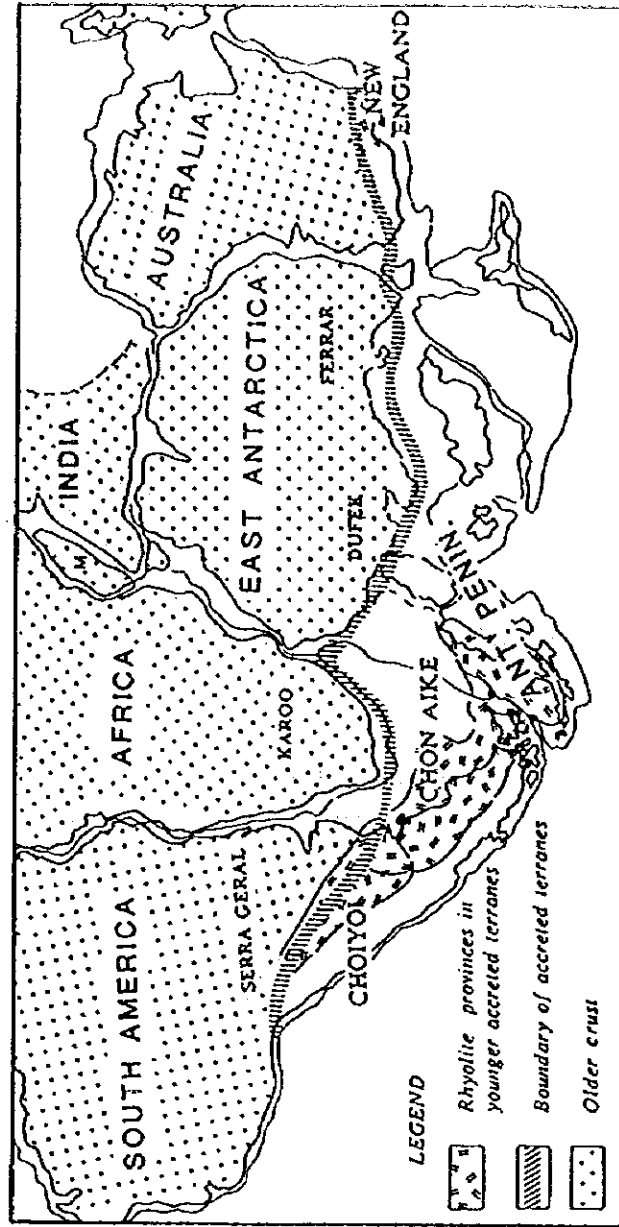 SOUTH AMERICA
AFRICA
INDIA
AUSTRALIA
M
EAST ANTARCTICA
SERRA GERAL
KAROO
DUFEK
FERRAR
CHOIYOI
CHON AIKE
ANT PENIN
NEW
ENGLAND
LEGEND
Rhyolite provinces in
younger accreted terranes
Boundary of accreted terranes
Older crust